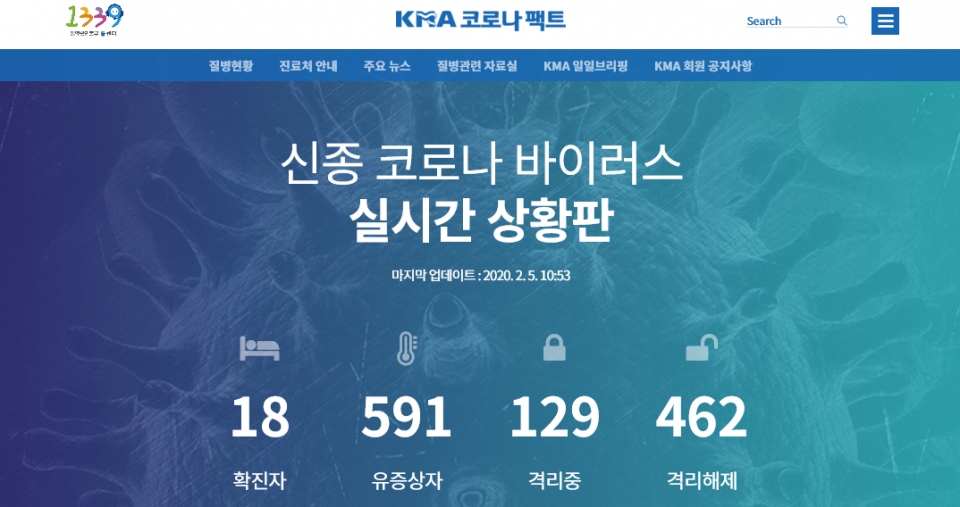 1339
KMA 코로나 팩트
Search
질병현황 진료처 안내 주요 뉴스 질병관련 자료실 KMA 일일브리핑 KMA 회원 공지사항
신종 코로나 바이러스
실시간 상황판
마지막 업데이트 : 2020. 2. 5. 10:53
18 591 129 462
확진자 유증상자 격리중 격리해제